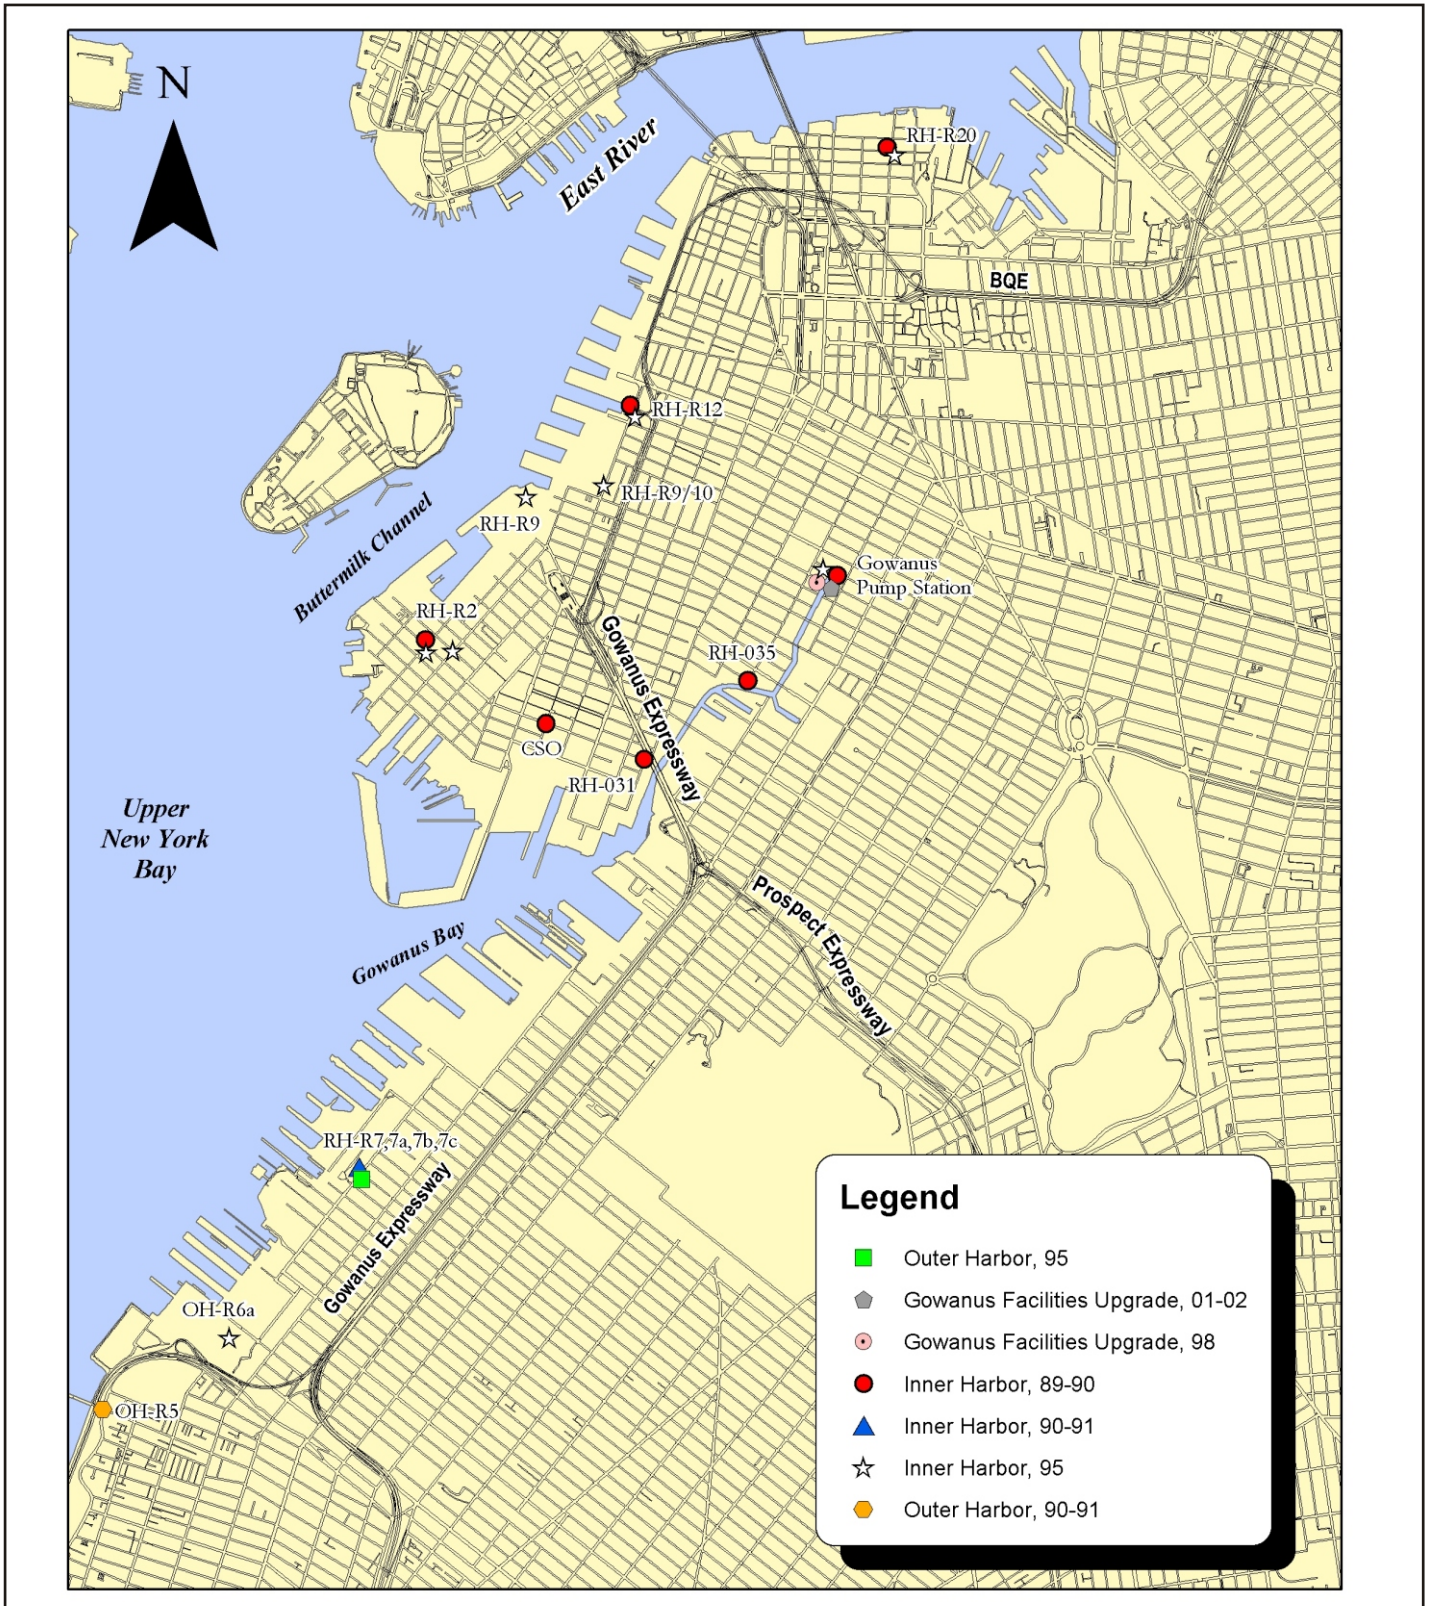 N
East River
RH-R20
BQE
RH-R12
RH-R9/10
RH-R9
Buttermilk Channel
Gowanus
Pump Station
RH-R2
Gowanus Expressway
RH-035
CSO
RH-031
Upper
New York
Bay
Prospect Expressway
Gowanus Bay
RH-R7,7a,7b,7c
Gowanus Expressway
OH-R6a
OH-R5
Legend
Outer Harbor, 95
Gowanus Facilities Upgrade, 01-02
Gowanus Facilities Upgrade, 98
Inner Harbor, 89-90
Inner Harbor, 90-91
Inner Harbor, 95
Outer Harbor, 90-91